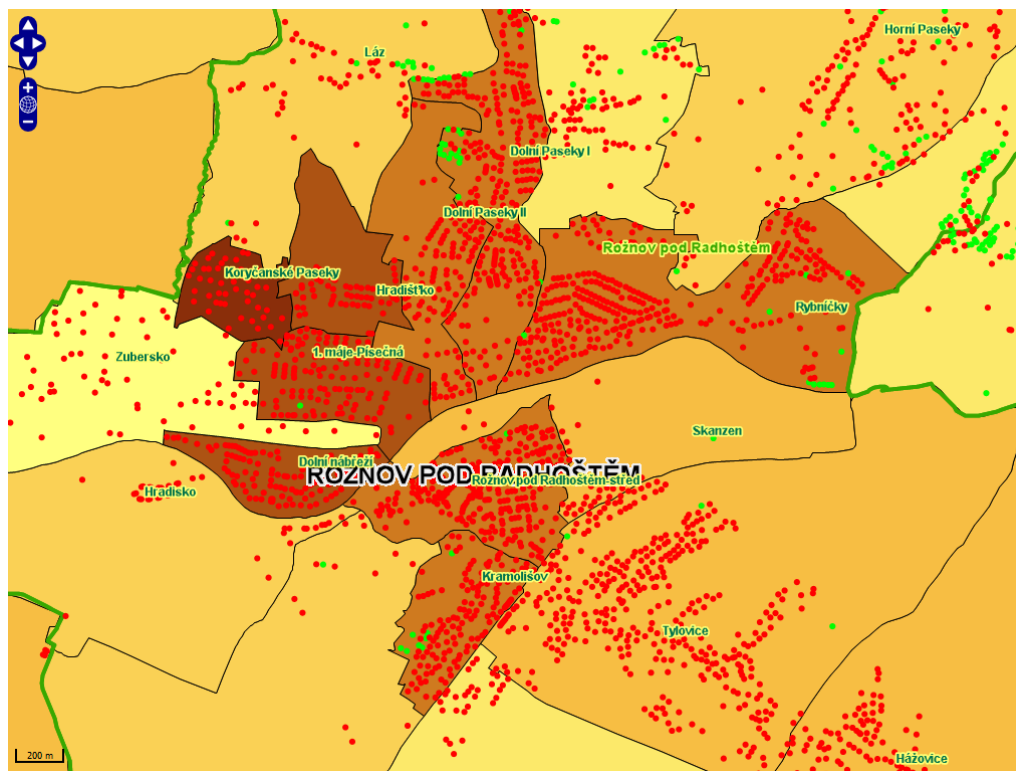 Horní Paseky
Láz
Dolní Paseky I
Dolní Paseky II
Rožnov pod Radhoštěm
Koryčanské Paseky
Hradišťko
Rybníčky
1. máje-Písečná
Zubersko
Skanzen
Dolní nábřeží
ROŽNOV POD RADHOŠTĚM
Rožnov pod Radhoštěm-střed
Hradisko
Kramolišov
Tylovice
200 m
Hážovice